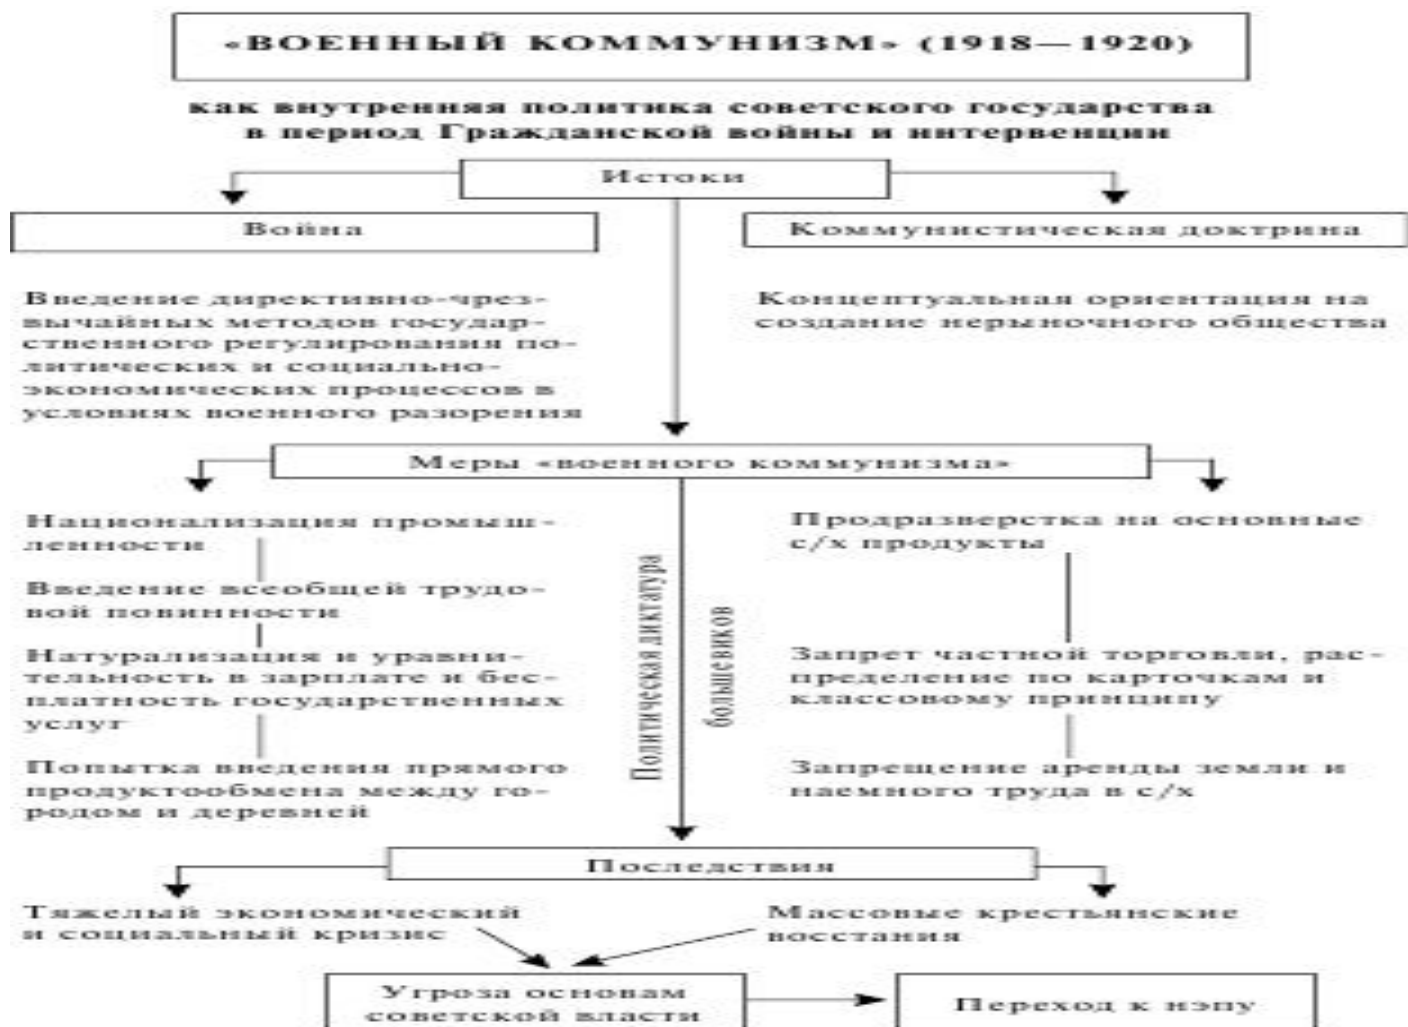 «ВОЕННЫЙ КОММУНИЗМ» (1918—1920)
как внутренняя политика советского государства
в период Гражданской войны и интервенции
Истоки
Война
Коммунистическая доктрина
Введение директивно-чрез-
вычайных методов государ-
ственного регулирования по-
литических и социально-
экономических процессов в
условиях военного разорения
Концептуальная ориентация на
создание нерыночного общества
Меры «военного коммунизма»
Национализация промыш-
ленности
Введение всеобщей трудо-
вой повинности
Натурализация и уравни-
тельность в зарплате и бес-
платность государственных
услуг
Попытка введения прямого
продуктообмена между го-
родом и деревней
Политическая диктатура
большевиков
Продразверстка на основные
с/х продукты
Запрет частной торговли, рас-
пределение по карточкам и
классовому принципу
Запрещение аренды земли и
наемного труда в с/х
Последствия
Тяжелый экономический
и социальный кризис
Массовые крестьянские
восстания
Угроза основам
советской власти
Переход к нэпу